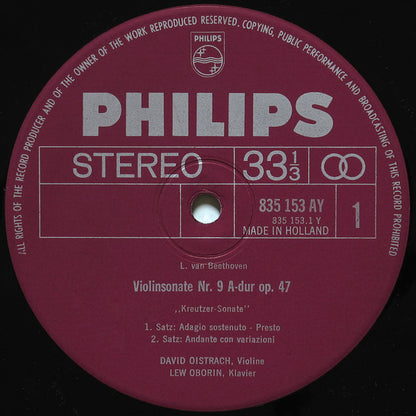 ALL RIGHTS OF THE RECORD PRODUCER AND OF THE OWNER OF THE WORK REPRODUCED RESERVED. COPYING, PUBLIC PERFORMANCE AND BROADCASTING OF THIS RECORD PROHIBITED
PHILIPS
PHILIPS
STEREO 33⅓
835 153 AY 1
835 153.1 Y
MADE IN HOLLAND
L. van Beethoven
Violinsonate Nr. 9 A-dur op. 47
,,Kreutzer-Sonate''
1. Satz: Adagio sostenuto - Presto
2. Satz: Andante con variazioni
DAVID OISTRACH, Violine
LEW OBORIN, Klavier